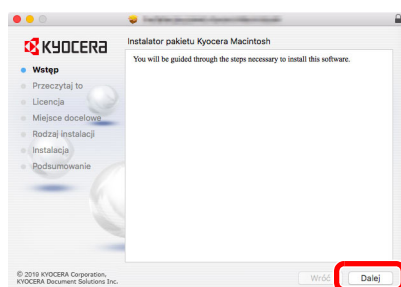 KYOCERA
Instalator pakietu Kyocera Macintosh
You will be guided through the steps necessary to install this software.
Wstęp
Przeczytaj to
Licencja
Miejsce docelowe
Rodzaj instalacji
Instalacja
Podsumowanie
© 2019 KYOCERA Corporation,
KYOCERA Document Solutions Inc.
Wróć
Dalej